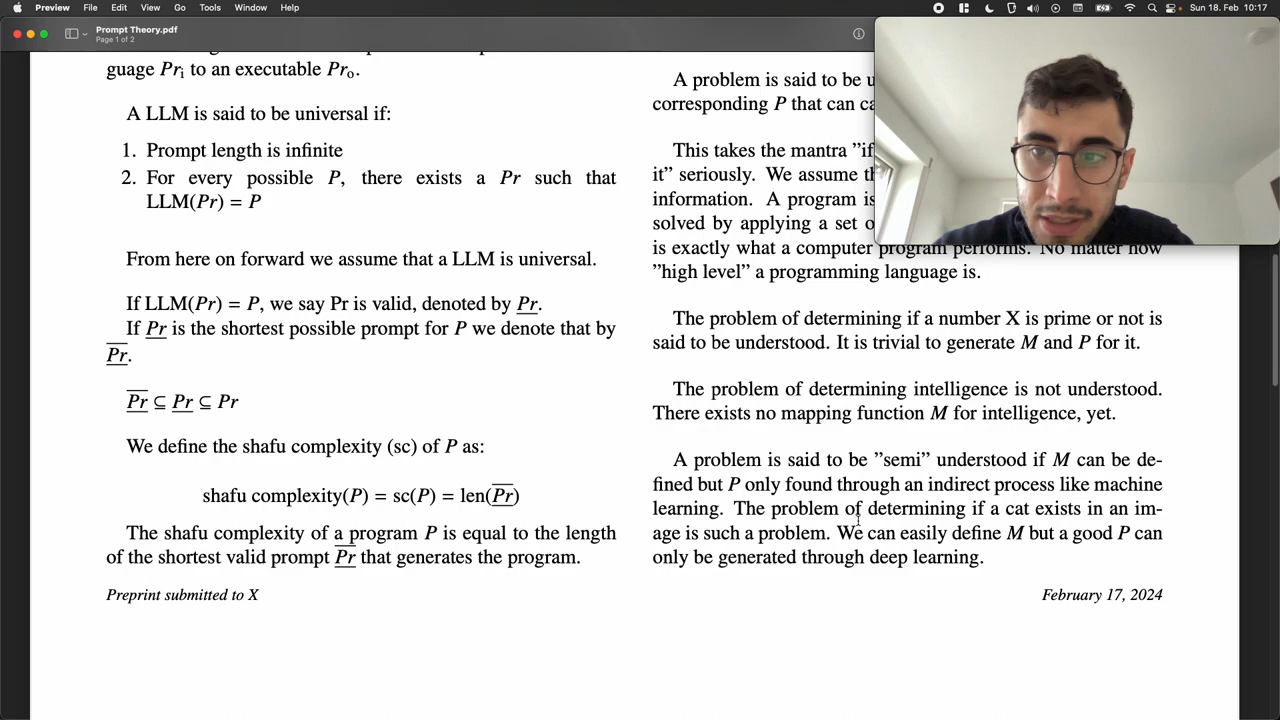 Preview File Edit View Go Tools Window Help
Sun 18. Feb 10:17
Prompt Theory.pdf
Page 1 of 2
guage Prᵢ to an executable Prₒ.
A LLM is said to be universal if:
1. Prompt length is infinite
2. For every possible P, there exists a Pr such that
LLM(Pr) = P
From here on forward we assume that a LLM is universal.
If LLM(Pr) = P, we say Pr is valid, denoted by Pr.
If Pr is the shortest possible prompt for P we denote that by
Pr.
Pr ⊆ Pr ⊆ Pr
We define the shafu complexity (sc) of P as:
shafu complexity(P) = sc(P) = len(Pr)
The shafu complexity of a program P is equal to the length
of the shortest valid prompt Pr that generates the program.
Preprint submitted to X
A problem is said to be u
corresponding P that can ca
This takes the mantra ”if
it” seriously. We assume th
information. A program is
solved by applying a set o
is exactly what a computer program performs. No matter how
”high level” a programming language is.
The problem of determining if a number X is prime or not is
said to be understood. It is trivial to generate M and P for it.
The problem of determining intelligence is not understood.
There exists no mapping function M for intelligence, yet.
A problem is said to be ”semi” understood if M can be de-
fined but P only found through an indirect process like machine
learning. The problem of determining if a cat exists in an im-
age is such a problem. We can easily define M but a good P can
only be generated through deep learning.
February 17, 2024